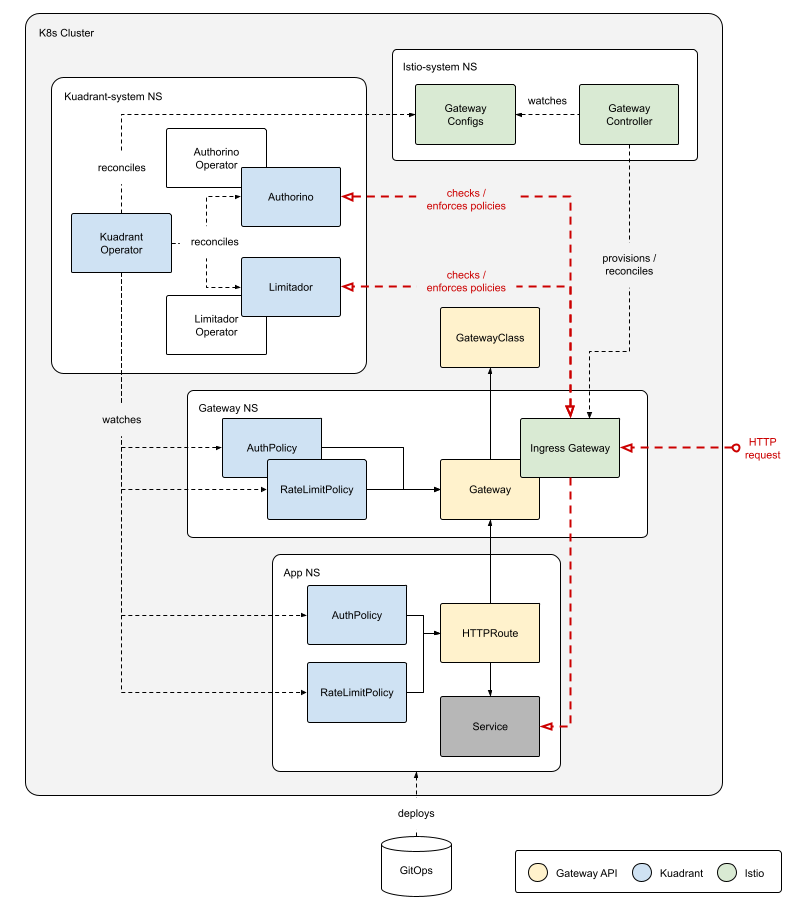 K8s Cluster
Istio-system NS
Gateway
Configs
watches
Gateway
Controller
Kuadrant-system NS
Authorino
Operator
reconciles
Authorino
checks /
enforces policies
Kuadrant
Operator
reconciles
provisions /
reconciles
Limitador
checks /
enforces policies
Limitador
Operator
GatewayClass
watches
Gateway NS
AuthPolicy
Ingress Gateway
HTTP
request
RateLimitPolicy
Gateway
App NS
AuthPolicy
HTTPRoute
RateLimitPolicy
Service
deploys
GitOps
Gateway API
Kuadrant
Istio